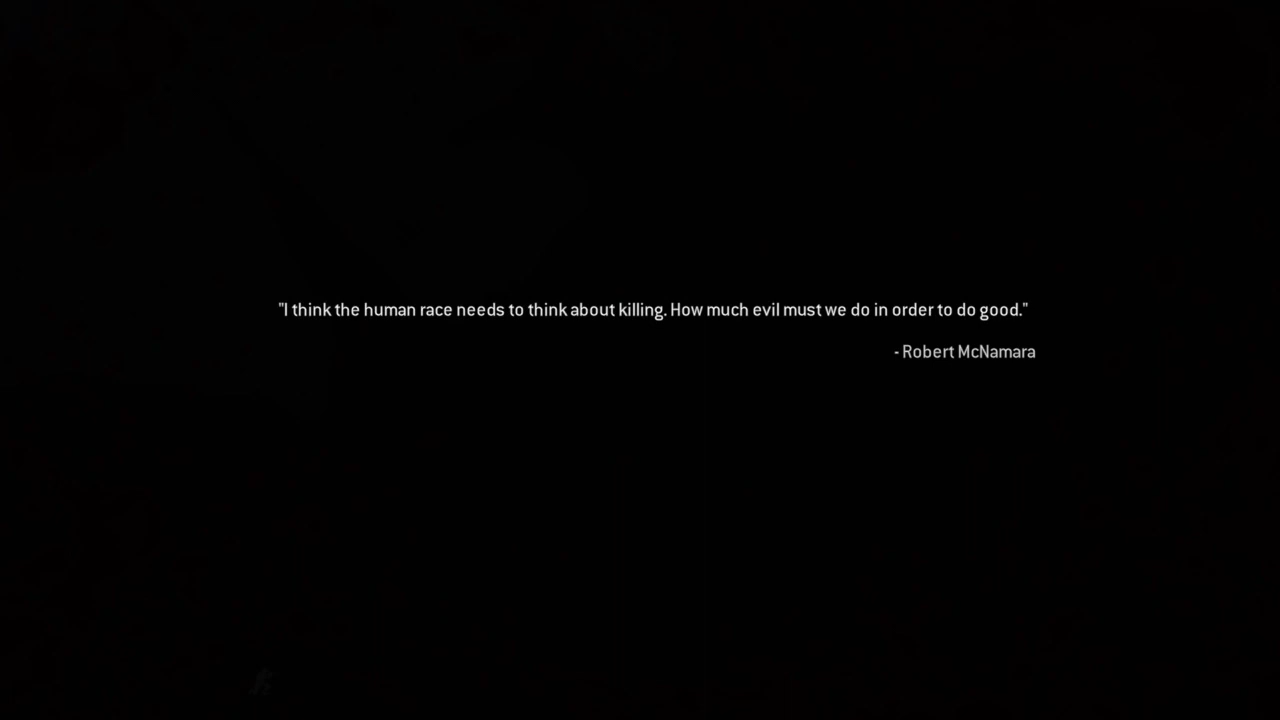 "I think the human race needs to think about killing. How much evil must we do in order to do good."
- Robert McNamara